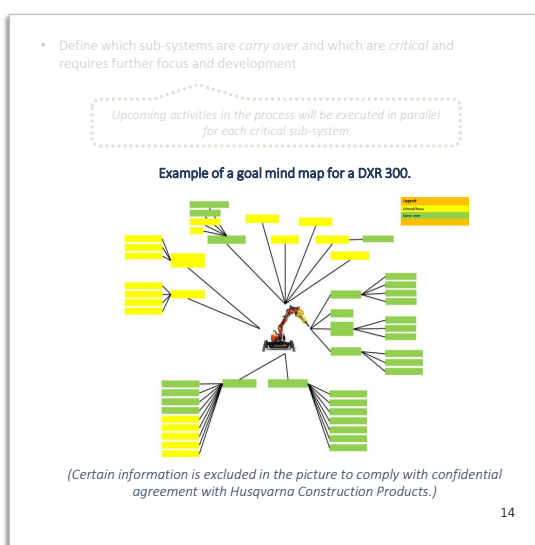 • Define which sub-systems are carry over and which are critical and
requires further focus and development
Upcoming activities in the process will be executed in parallel
for each critical sub-system
Example of a goal mind map for a DXR 300.
Legend
Critical/focus
Carry over
(Certain information is excluded in the picture to comply with confidential
agreement with Husqvarna Construction Products.)
14